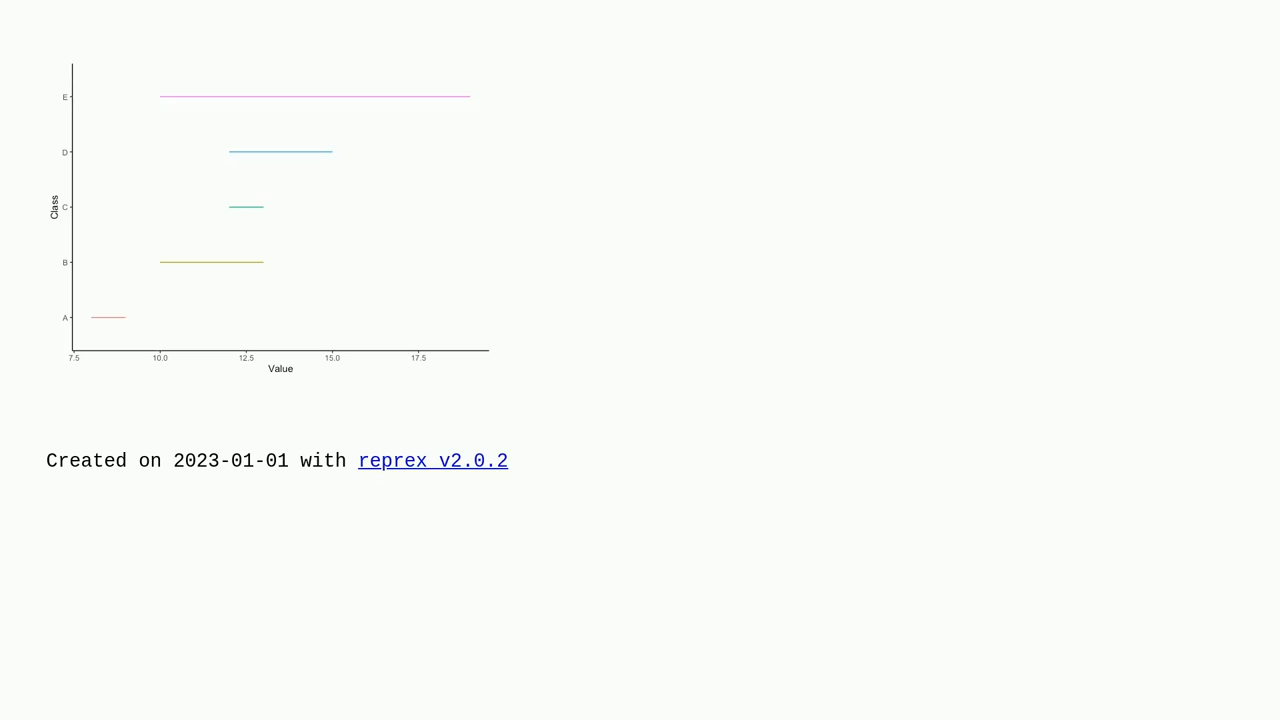 E
D
C
B
A
Class
7.5 10.0 12.5 15.0 17.5
Value
Created on 2023-01-01 with reprex v2.0.2